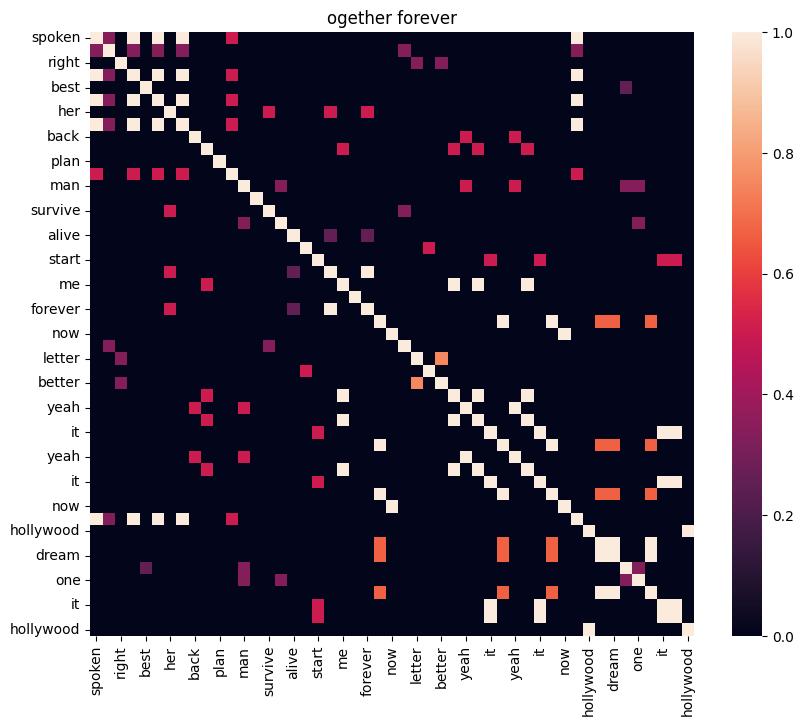 ogether forever
spoken
right
best
her
back
plan
man
survive
alive
start
me
forever
now
letter
better
yeah
it
yeah
it
now
hollywood
dream
one
it
hollywood
1.0
0.8
0.6
0.4
0.2
0.0
spoken
right
best
her
back
plan
man
survive
alive
start
me
forever
now
letter
better
yeah
it
yeah
it
now
hollywood
dream
one
it
hollywood